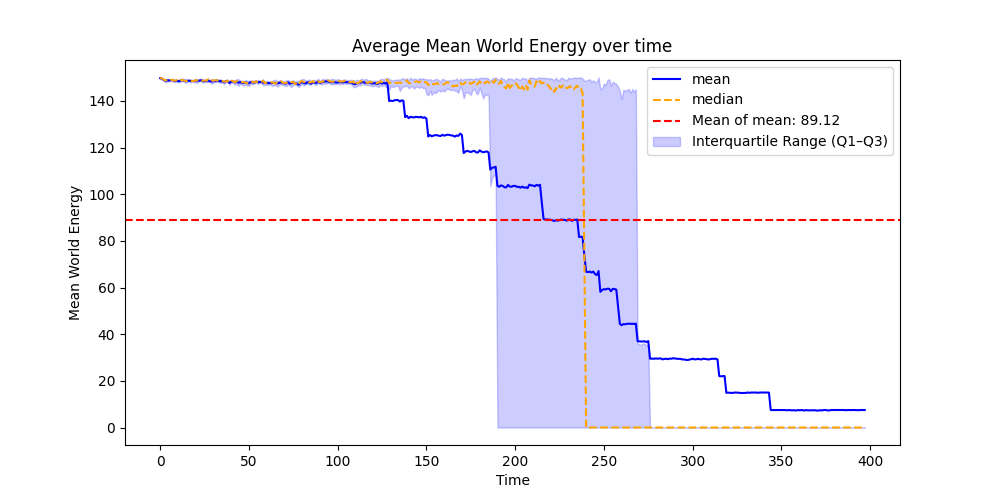 Average Mean World Energy over time
mean
median
Mean of mean: 89.12
Interquartile Range (Q1–Q3)
Mean World Energy
140
120
100
80
60
40
20
0
0 50 100 150 200 250 300 350 400
Time